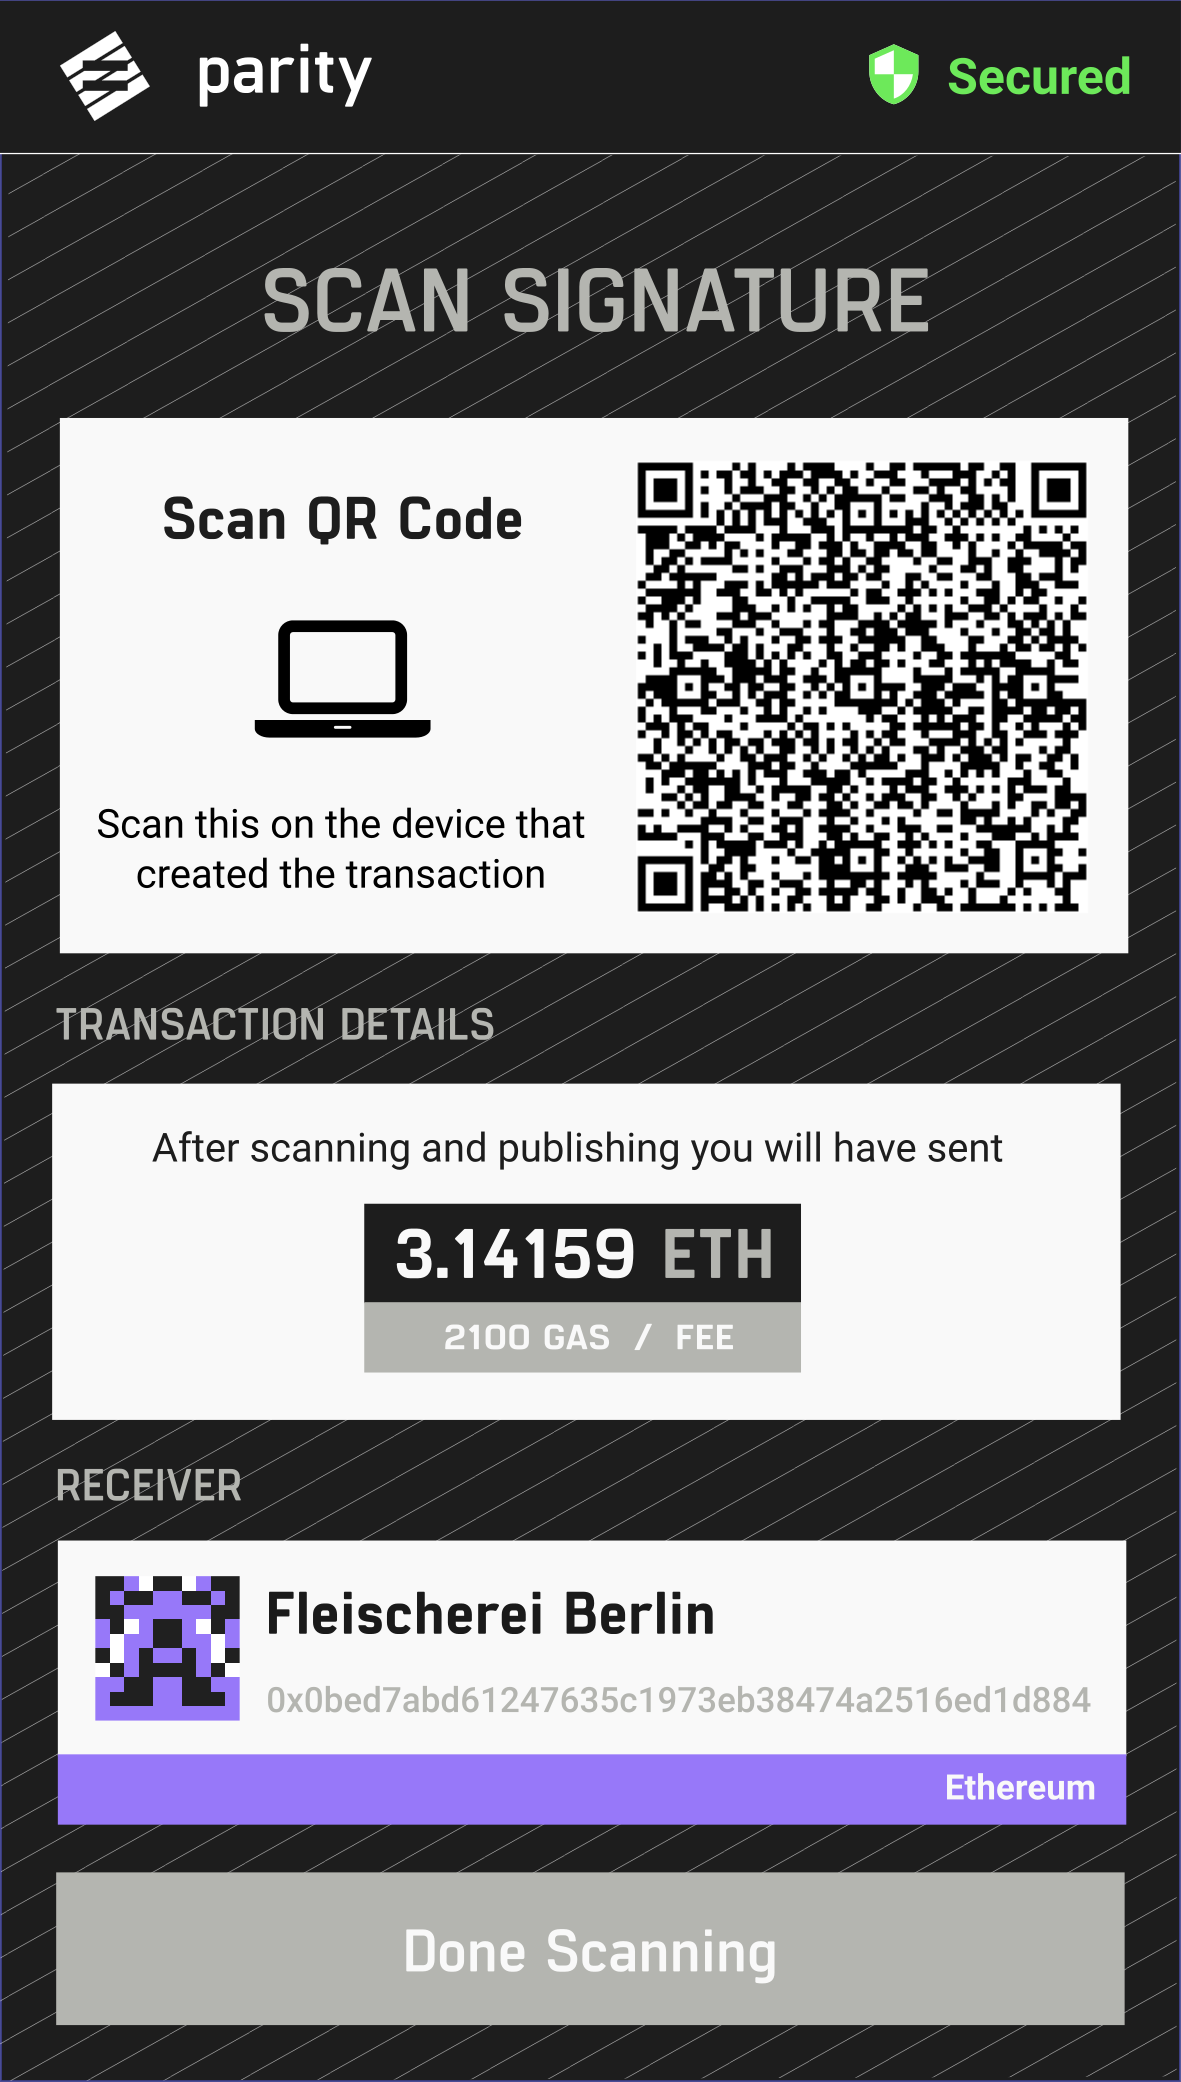 parity
Secured
SCAN SIGNATURE
Scan QR Code
Scan this on the device that
created the transaction
TRANSACTION DETAILS
After scanning and publishing you will have sent
3.14159 ETH
2100 GAS / FEE
RECEIVER
Fleischerei Berlin
0x0bed7abd61247635c1973eb38474a2516ed1d884
Ethereum
Done Scanning